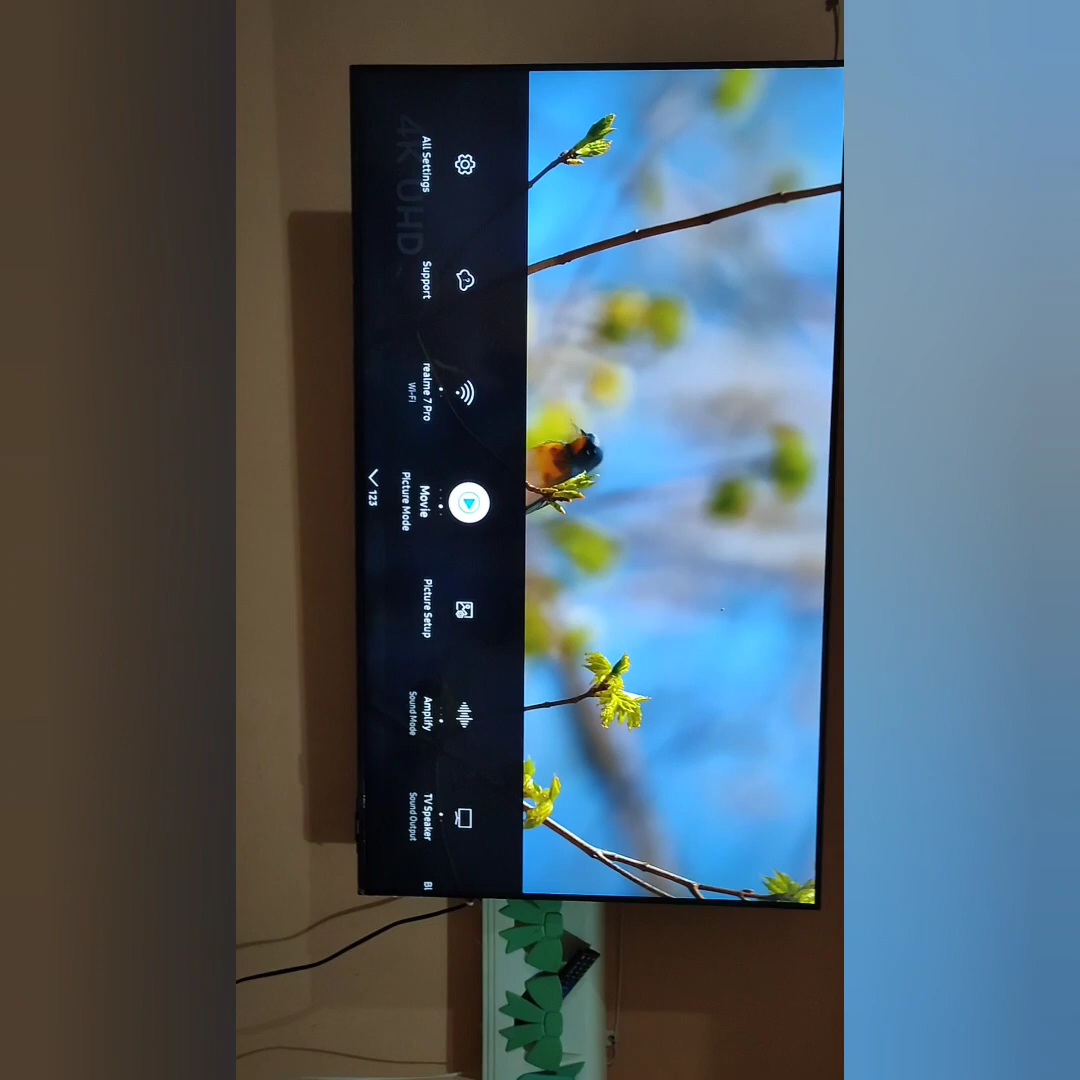 All Settings
Support
realme 7 Pro
Wi-Fi
Movie
Picture Mode
Picture Setup
Amplify
Sound Mode
TV Speaker
Sound Output
Bl
4K UHD
123